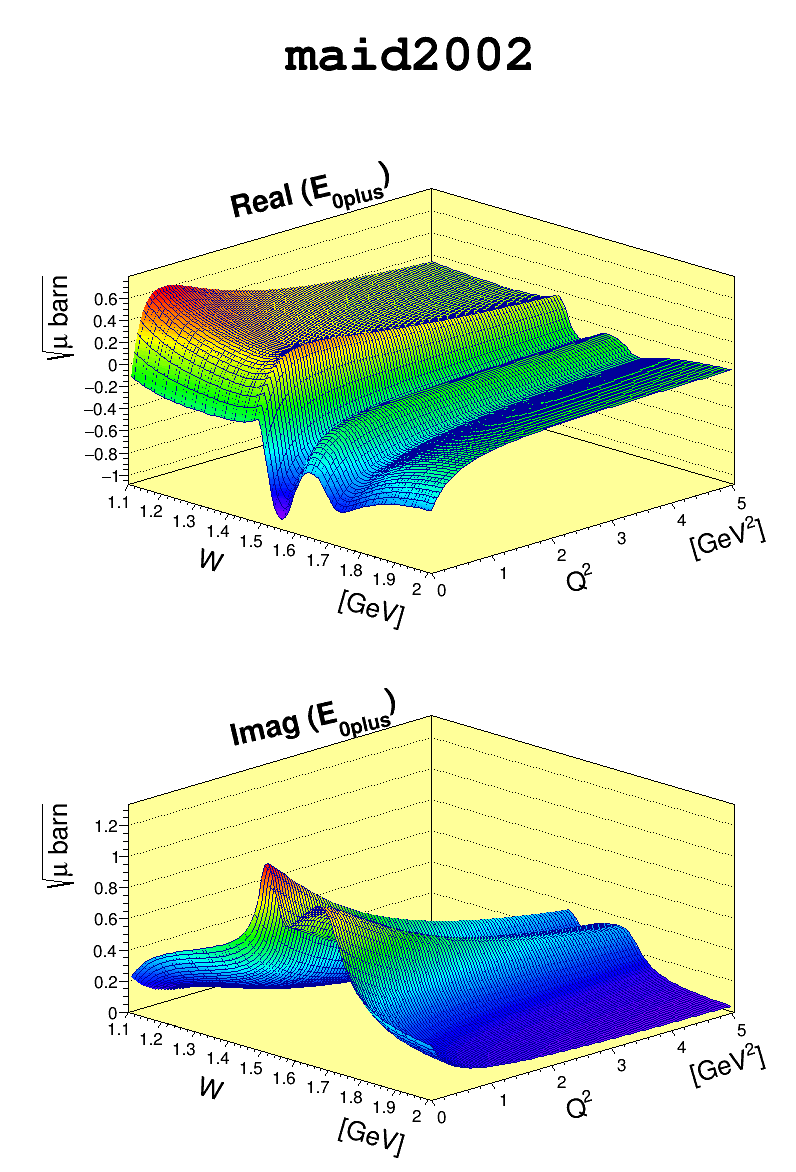 maid2002
Real (E0plus)
√μ barn
0.6
0.4
0.2
0
−0.2
−0.4
−0.6
−0.8
−1
1.1 1.2 1.3 1.4 1.5 1.6 1.7 1.8 1.9 2
W
[GeV]
0 1 2 3 4 5
Q2
[GeV2]
Imag (E0plus)
√μ barn
1.2
1
0.8
0.6
0.4
0.2
0
1.1 1.2 1.3 1.4 1.5 1.6 1.7 1.8 1.9 2
W
[GeV]
0 1 2 3 4 5
Q2
[GeV2]